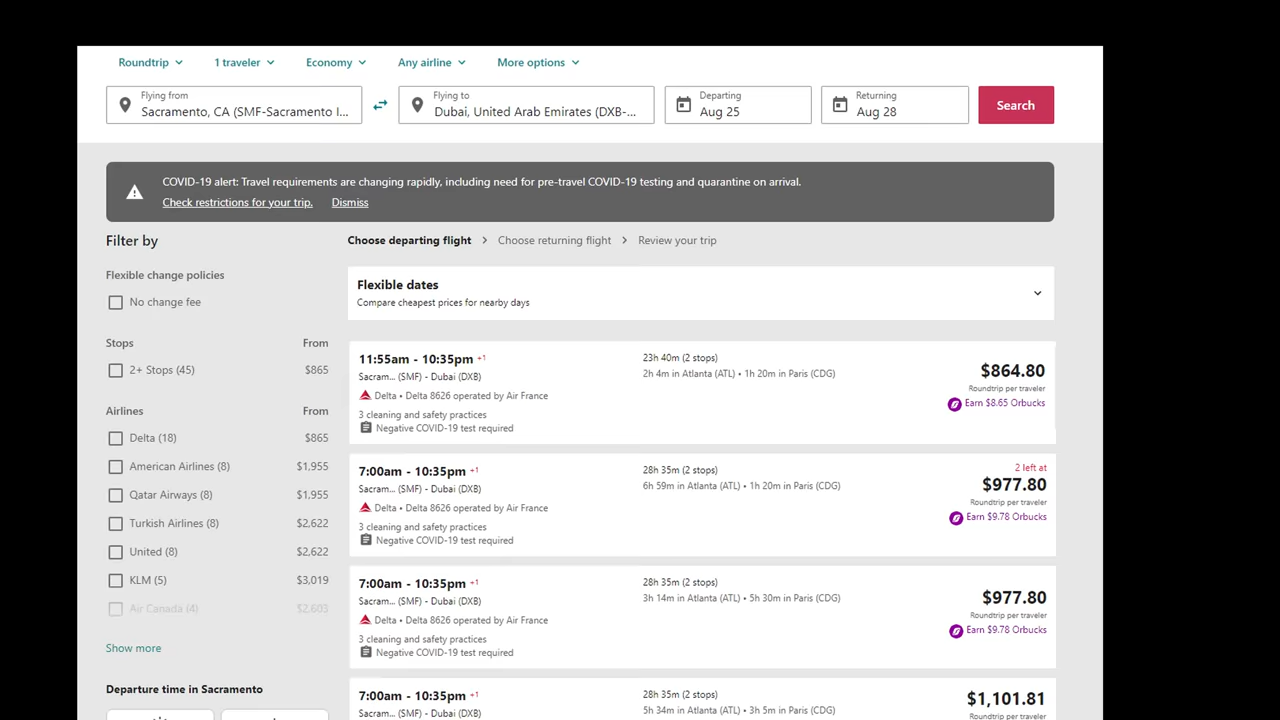 Roundtrip 1 traveler Economy Any airline More options
Flying from
Sacramento, CA (SMF-Sacramento I...
Flying to
Dubai, United Arab Emirates (DXB-...
Departing
Aug 25
Returning
Aug 28
Search
COVID-19 alert: Travel requirements are changing rapidly, including need for pre-travel COVID-19 testing and quarantine on arrival.
Check restrictions for your trip. Dismiss
Filter by
Flexible change policies
No change fee
Stops From
2+ Stops (45) $865
Airlines From
Delta (18) $865
American Airlines (8) $1,955
Qatar Airways (8) $1,955
Turkish Airlines (8) $2,622
United (8) $2,622
KLM (5) $3,019
Air Canada (4) $2,603
Show more
Departure time in Sacramento
Choose departing flight > Choose returning flight > Review your trip
Flexible dates
Compare cheapest prices for nearby days
11:55am - 10:35pm +1
Sacram... (SMF) - Dubai (DXB)
Delta • Delta 8626 operated by Air France
3 cleaning and safety practices
Negative COVID-19 test required
23h 40m (2 stops)
2h 4m in Atlanta (ATL) • 1h 20m in Paris (CDG)
$864.80
Roundtrip per traveler
Earn $8.65 Orbucks
7:00am - 10:35pm +1
Sacram... (SMF) - Dubai (DXB)
Delta • Delta 8626 operated by Air France
3 cleaning and safety practices
Negative COVID-19 test required
28h 35m (2 stops)
6h 59m in Atlanta (ATL) • 1h 20m in Paris (CDG)
2 left at
$977.80
Roundtrip per traveler
Earn $9.78 Orbucks
7:00am - 10:35pm +1
Sacram... (SMF) - Dubai (DXB)
Delta • Delta 8626 operated by Air France
3 cleaning and safety practices
Negative COVID-19 test required
28h 35m (2 stops)
3h 14m in Atlanta (ATL) • 5h 30m in Paris (CDG)
$977.80
Roundtrip per traveler
Earn $9.78 Orbucks
7:00am - 10:35pm +1
Sacram... (SMF) - Dubai (DXB)
28h 35m (2 stops)
5h 34m in Atlanta (ATL) • 3h 5m in Paris (CDG)
$1,101.81
Roundtrip per traveler